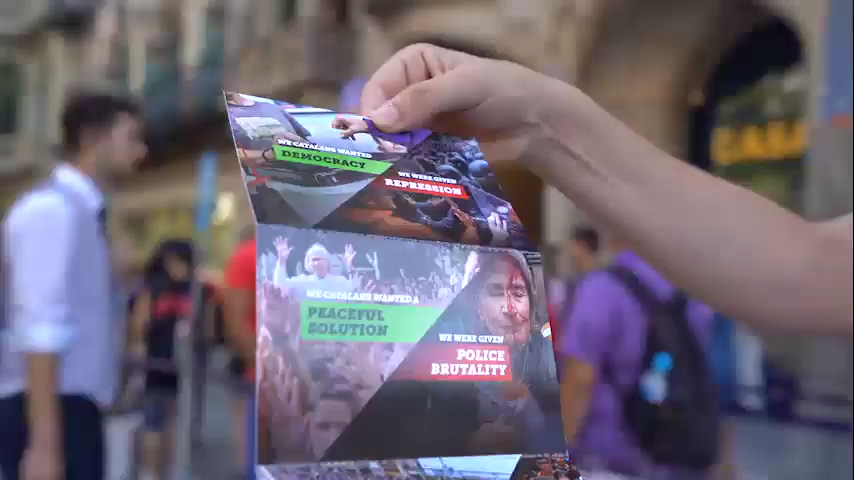 WE CATALANS WANTED
DEMOCRACY
WE WERE GIVEN
REPRESSION
WE CATALANS WANTED A
PEACEFUL
SOLUTION
WE WERE GIVEN
POLICE
BRUTALITY